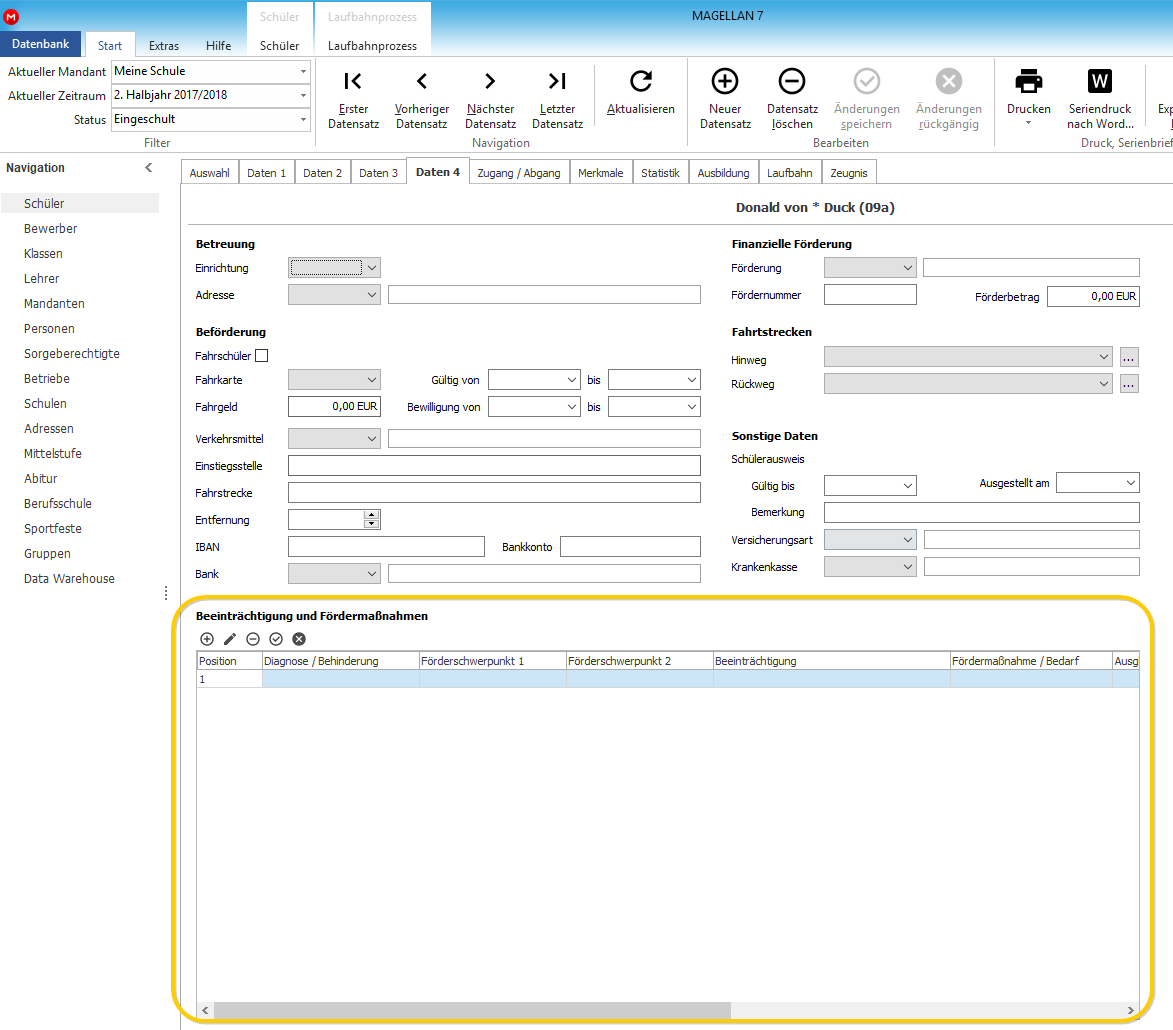 MAGELLAN 7
M
Schüler
Laufbahnprozess
Datenbank
Start
Extras
Hilfe
Schüler
Laufbahnprozess
Aktueller Mandant
Meine Schule
Aktueller Zeitraum
2. Halbjahr 2017/2018
Status
Eingeschult
Filter
Erster
Datensatz
Vorheriger
Datensatz
Nächster
Datensatz
Letzter
Datensatz
Navigation
Aktualisieren
Neuer
Datensatz
Datensatz
löschen
Änderungen
speichern
Änderungen
rückgängig
Bearbeiten
Drucken
W
Seriendruck
nach Word...
Exp
Druck, Serienbrief
Navigation
Schüler
Bewerber
Klassen
Lehrer
Mandanten
Personen
Sorgeberechtigte
Betriebe
Schulen
Adressen
Mittelstufe
Abitur
Berufsschule
Sportfeste
Gruppen
Data Warehouse
Auswahl
Daten 1
Daten 2
Daten 3
Daten 4
Zugang / Abgang
Merkmale
Statistik
Ausbildung
Laufbahn
Zeugnis
Donald von * Duck (09a)
Betreuung
Einrichtung
Adresse
Beförderung
Fahrschüler
Fahrkarte
Gültig von
bis
Fahrgeld
0,00 EUR
Bewilligung von
bis
Verkehrsmittel
Einstiegsstelle
Fahrstrecke
Entfernung
IBAN
Bankkonto
Bank
Finanzielle Förderung
Förderung
Fördernummer
Förderbetrag
0,00 EUR
Fahrtstrecken
Hinweg
...
Rückweg
...
Sonstige Daten
Schülerausweis
Gültig bis
Ausgestellt am
Bemerkung
Versicherungsart
Krankenkasse
Beeinträchtigung und Fördermaßnahmen
Position
Diagnose / Behinderung
Förderschwerpunkt 1
Förderschwerpunkt 2
Beeinträchtigung
Fördermaßnahme / Bedarf
Ausg
1